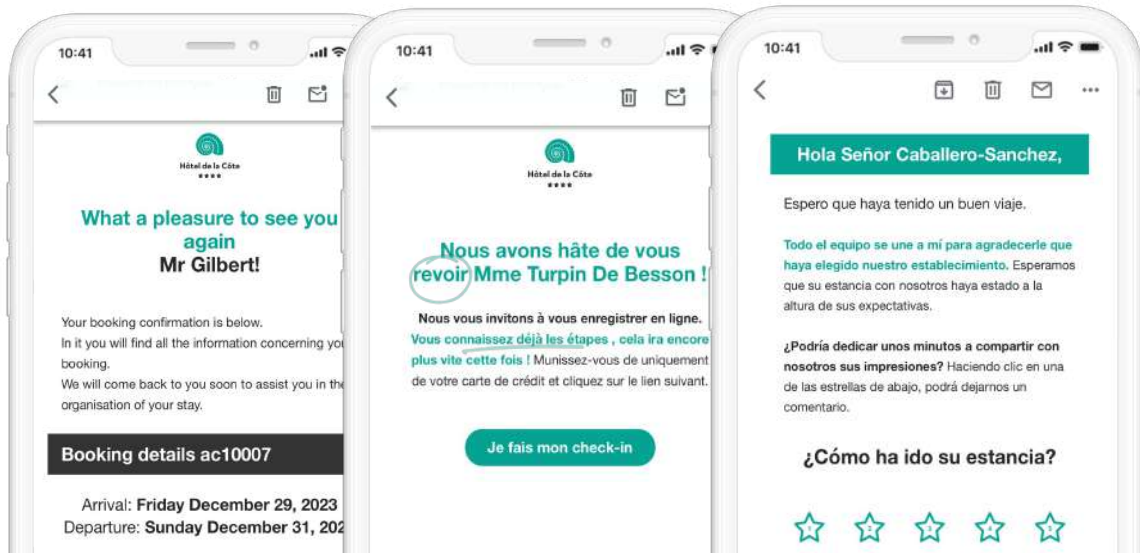 10:41
Hôtel de la Côte
What a pleasure to see you
again
Mr Gilbert!
Your booking confirmation is below.
In it you will find all the information concerning
booking.
We will come back to you soon to assist you in the
organisation of your stay.
Booking details ac10007
Arrival: Friday December 29, 2023
Departure: Sunday December 31,
10:41
Hôtel de la Côte
Nous avons hâte de vous
revoir Mme Turpin De Besson !
Nous vous invitons à vous enregistrer en ligne.
Vous connaissez déjà les étapes , cela ira encore
plus vite cette fois ! Munissez-vous de uniquement
de votre carte de crédit et cliquez sur le lien suivant.
Je fais mon check-in
10:41
Hola Señor Caballero-Sanchez,
Espero que haya tenido un buen viaje.
Todo el equipo se une a mí para agradecerle que
haya elegido nuestro establecimiento. Esperamos
que su estancia con nosotros haya estado a la
altura de sus expectativas.
¿Podría dedicar unos minutos a compartir con
nosotros sus impresiones? Haciendo clic en una
de las estrellas de abajo, podrá dejarnos un
comentario.
¿Cómo ha ido su estancia?
1 2 3 4 5